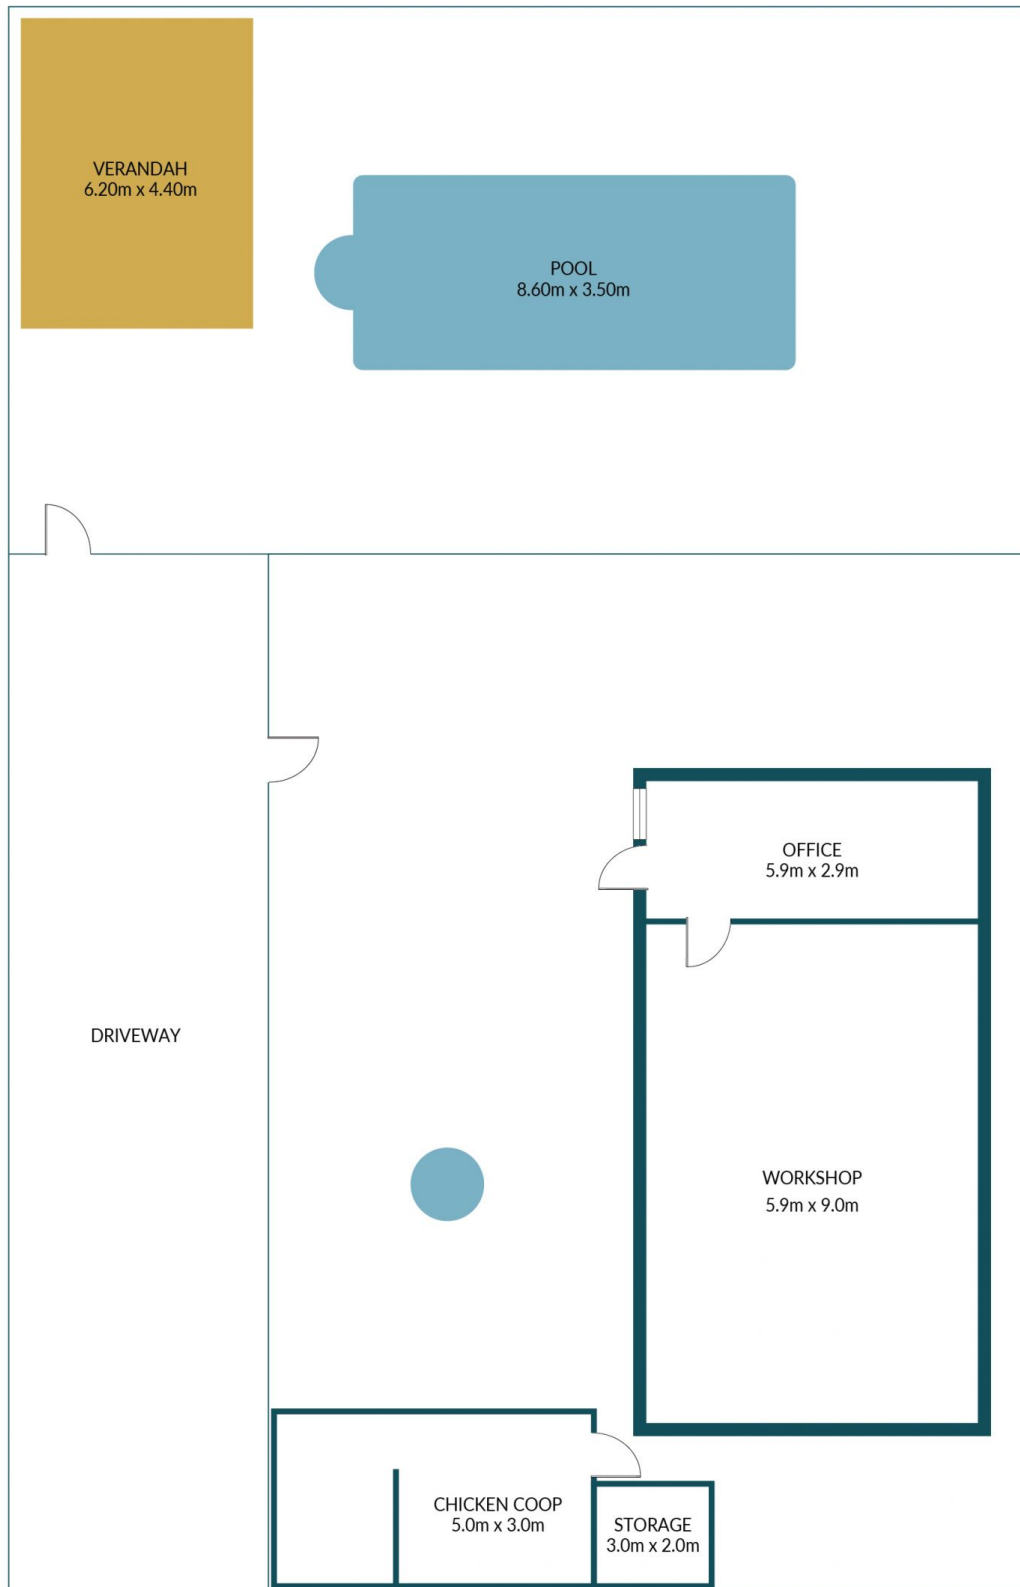 VERANDAH
6.20m x 4.40m
POOL
8.60m x 3.50m
OFFICE
5.9m x 2.9m
DRIVEWAY
WORKSHOP
5.9m x 9.0m
CHICKEN COOP
5.0m x 3.0m
STORAGE
3.0m x 2.0m